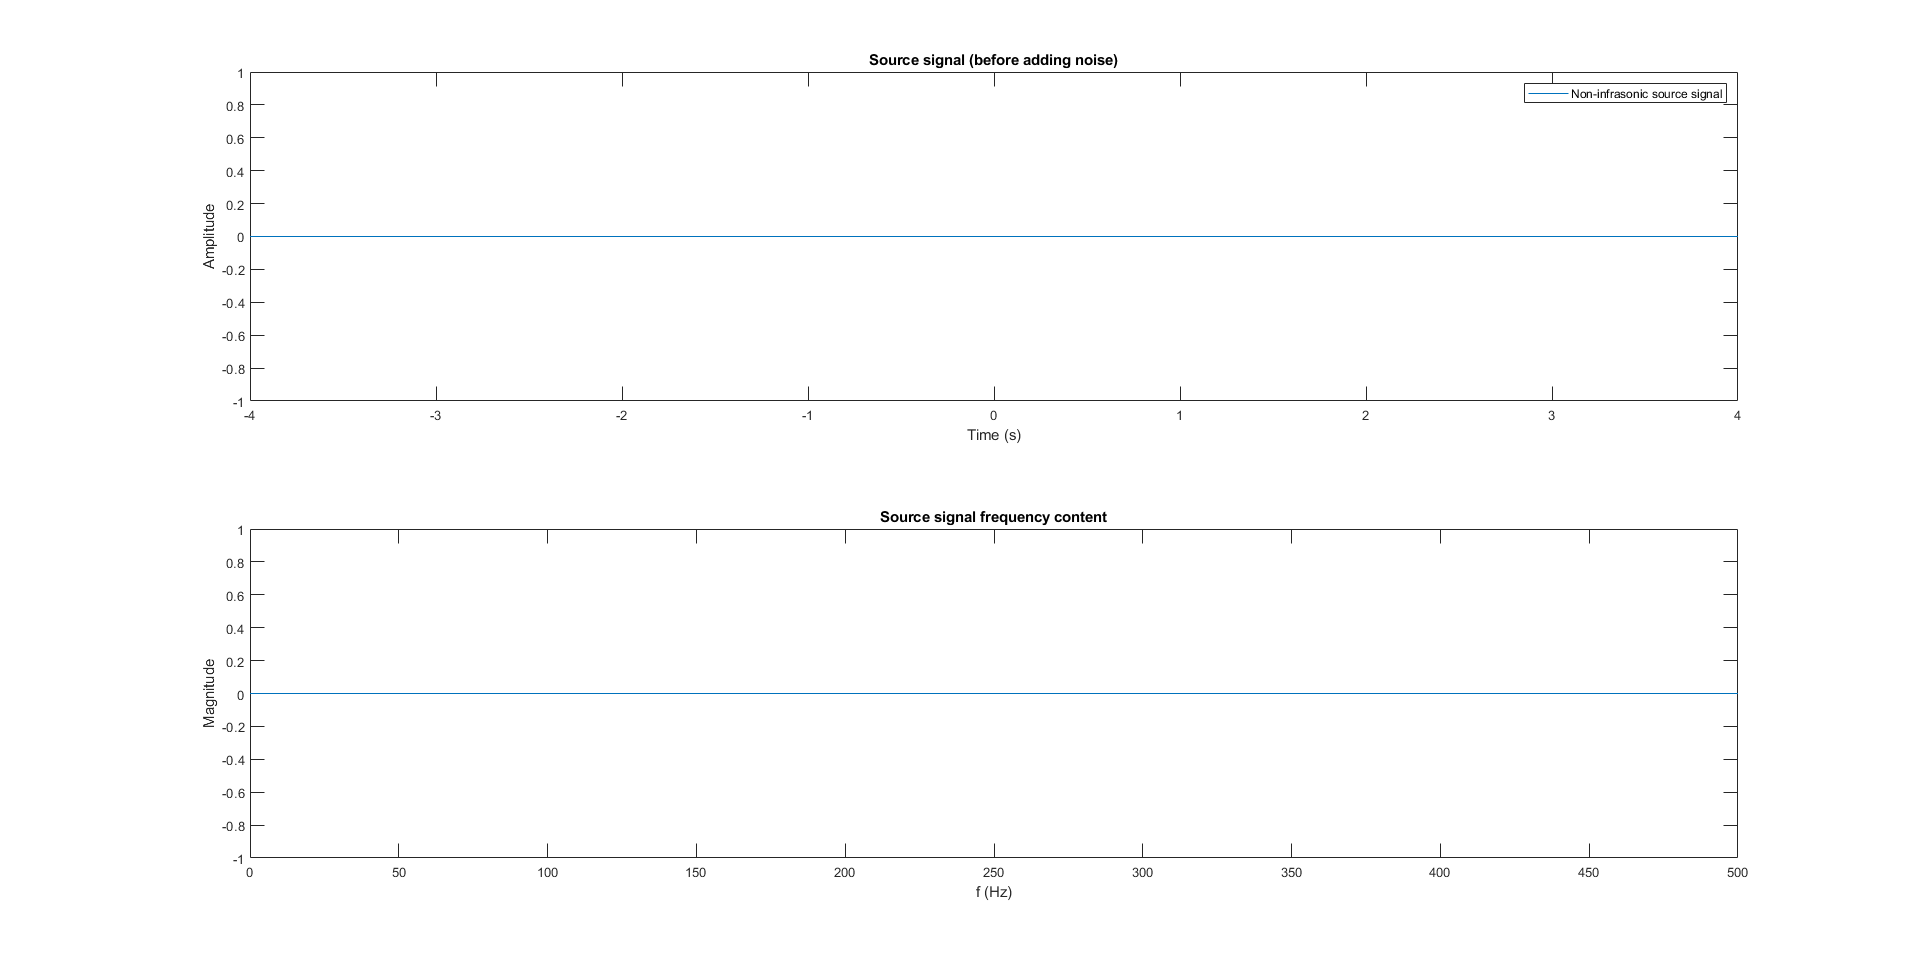 Source signal (before adding noise)
Non-infrasonic source signal
1
0.8
0.6
0.4
0.2
0
-0.2
-0.4
-0.6
-0.8
-1
Amplitude
-4 -3 -2 -1 0 1 2 3 4
Time (s)
Source signal frequency content
1
0.8
0.6
0.4
0.2
0
-0.2
-0.4
-0.6
-0.8
-1
Magnitude
0 50 100 150 200 250 300 350 400 450 500
f (Hz)